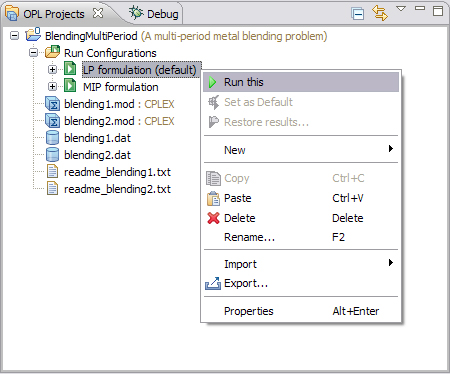 OPL Projects Debug
BlendingMultiPeriod (A multi-period metal blending problem)
Run Configurations
LP formulation (default)
MIP formulation
blending1.mod : CPLEX
blending2.mod : CPLEX
blending1.dat
blending2.dat
readme_blending1.txt
readme_blending2.txt
Run this
Set as Default
Restore results...
New
Copy Ctrl+C
Paste Ctrl+V
Delete Delete
Rename... F2
Import
Export...
Properties Alt+Enter